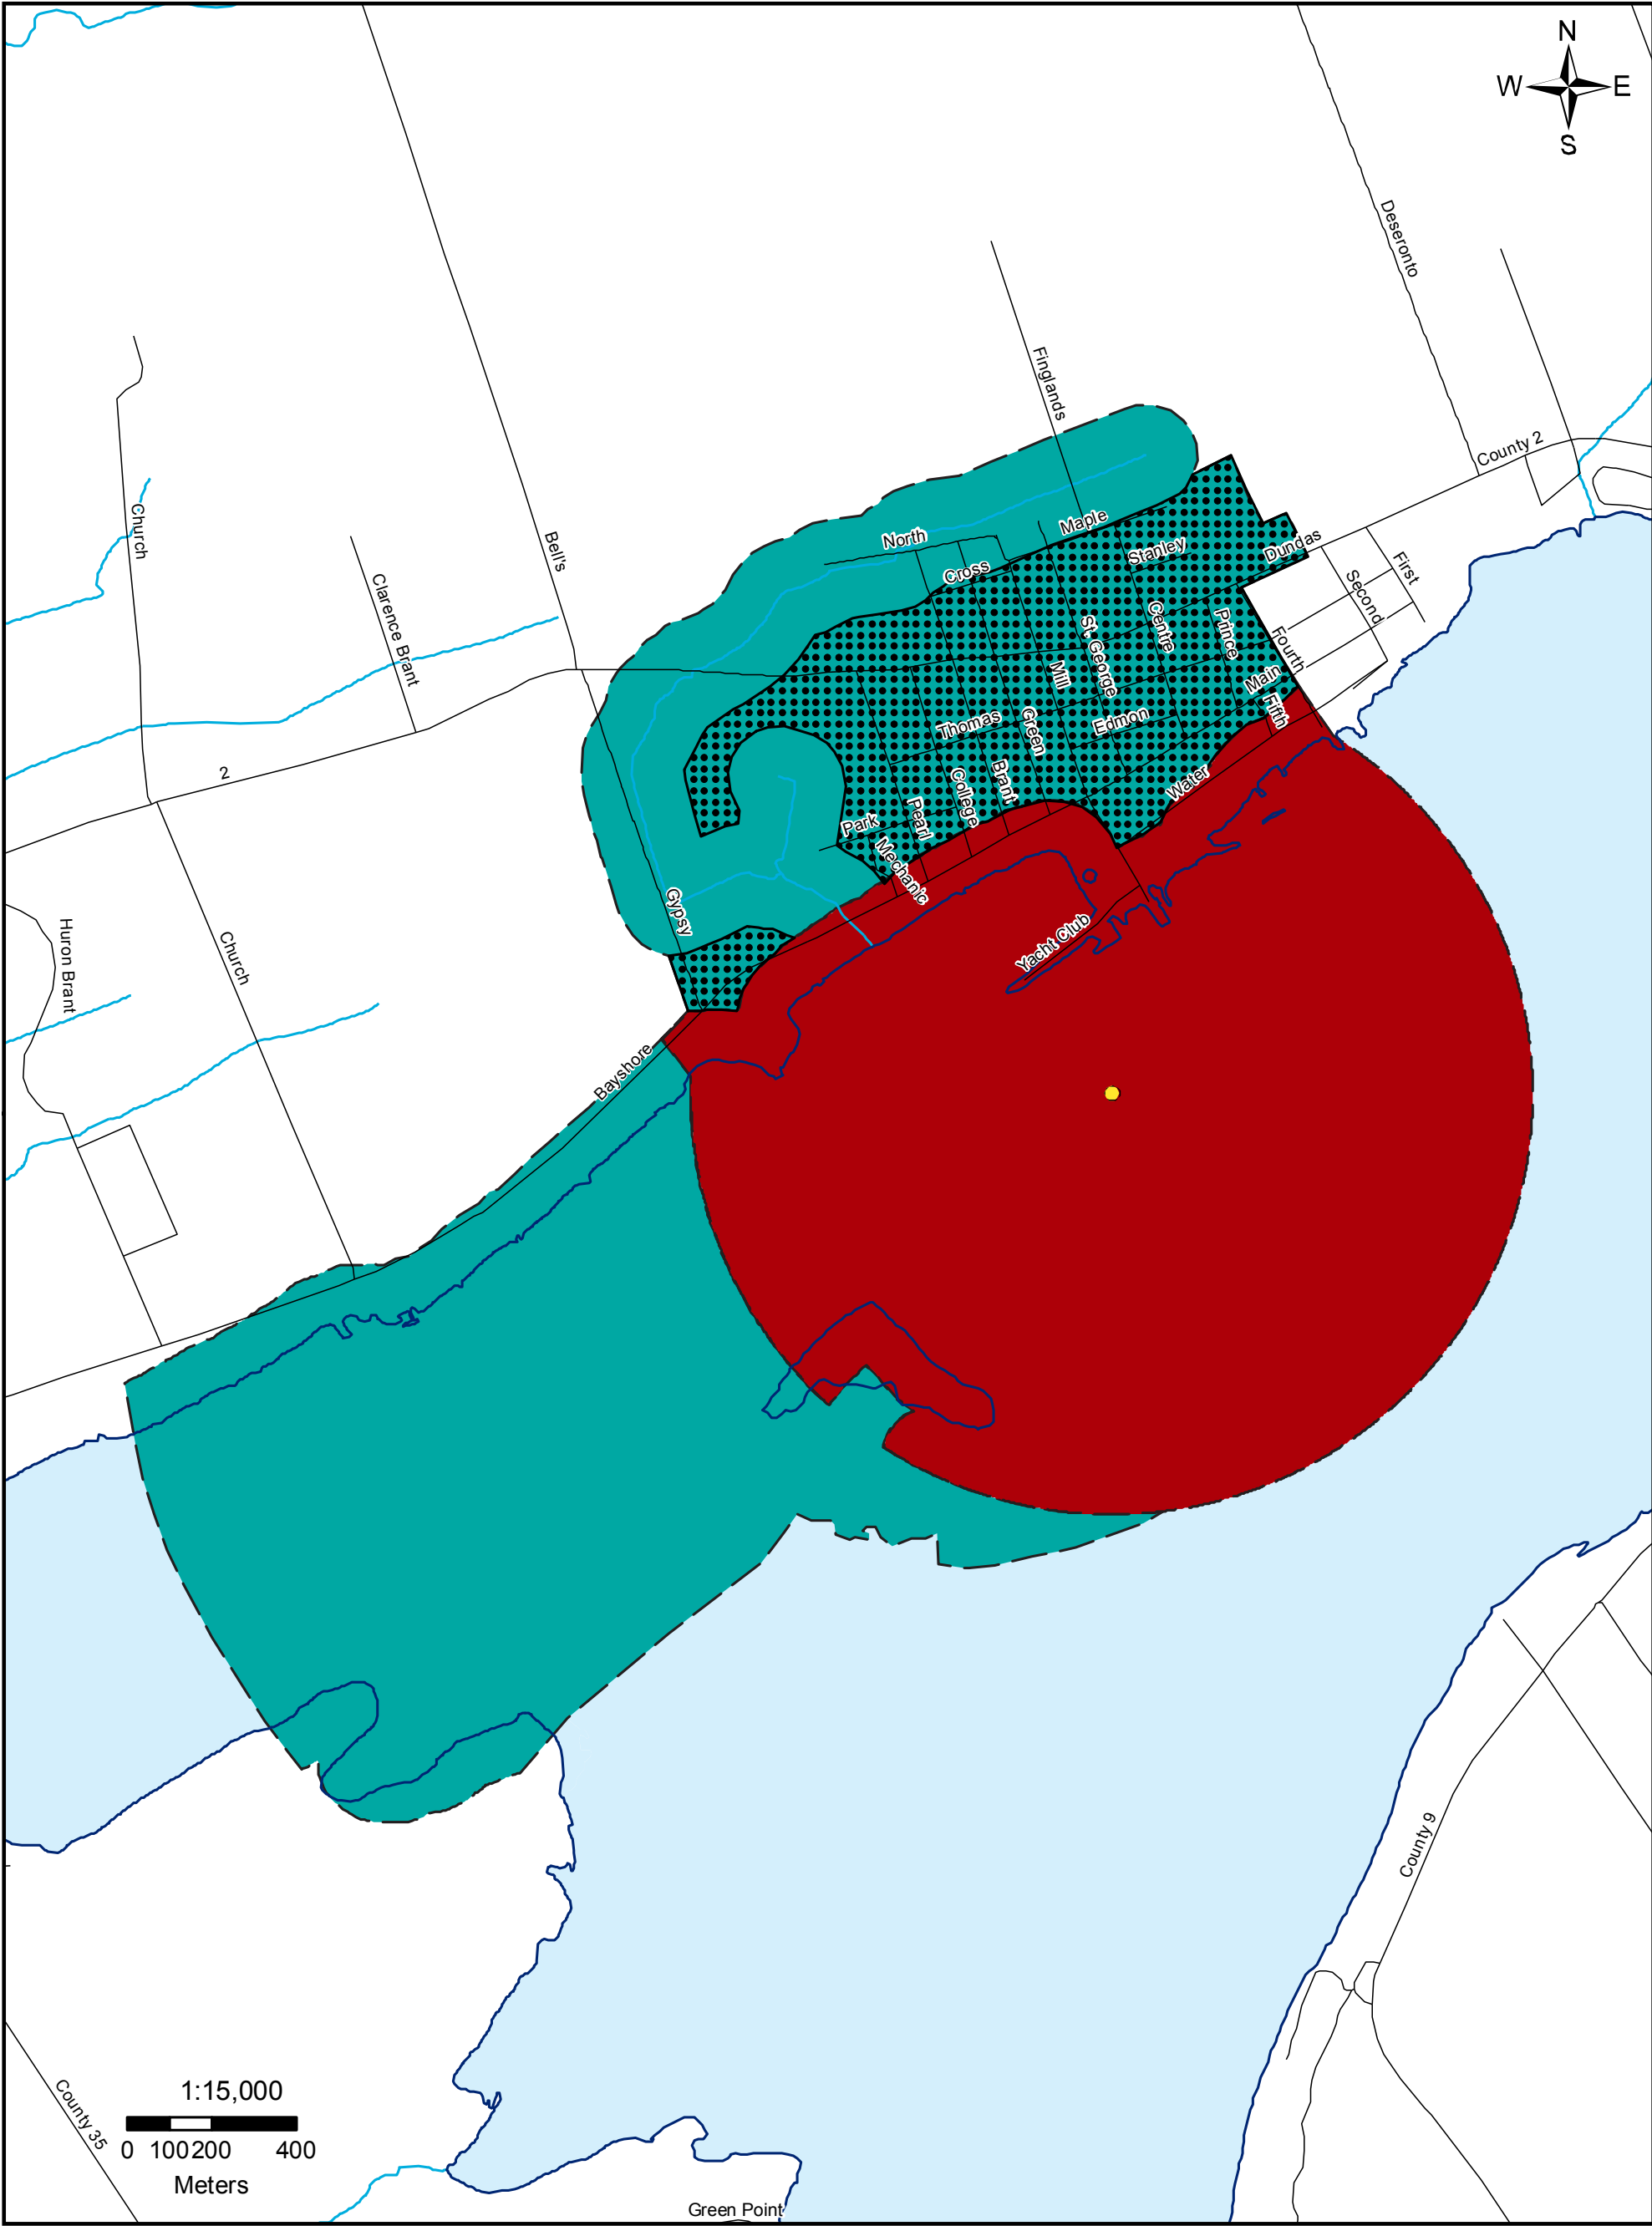 N
W E
S
Deseronto
Finglands
County 2
Church
Bell's
North
Maple
Stanley
Dundas
Cross
First
Second
Clarence Brant
Centre
Prince
St. George
Fourth
Mill
Main
Thomas
Green
Edmon
Fifth
2
Brant
College
Water
Pearl
Park
Mechanic
Gypsy
Huron Brant
Church
Yacht Club
Bayshore
County 9
County 35
1:15,000
0 100 200 400
Meters
Green Point